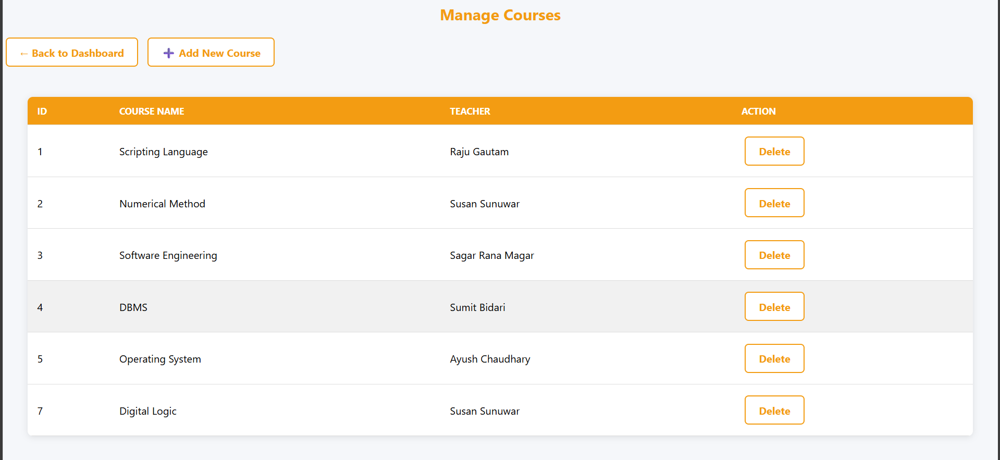 Manage Courses
← Back to Dashboard
➕ Add New Course
ID COURSE NAME TEACHER ACTION
1 Scripting Language Raju Gautam Delete
2 Numerical Method Susan Sunuwar Delete
3 Software Engineering Sagar Rana Magar Delete
4 DBMS Sumit Bidari Delete
5 Operating System Ayush Chaudhary Delete
7 Digital Logic Susan Sunuwar Delete